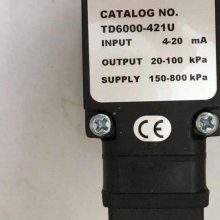 CATALOG NO.
TD6000-421U
INPUT 4-20 mA
OUTPUT 20-100 kPa
SUPPLY 150-800 kPa
CE